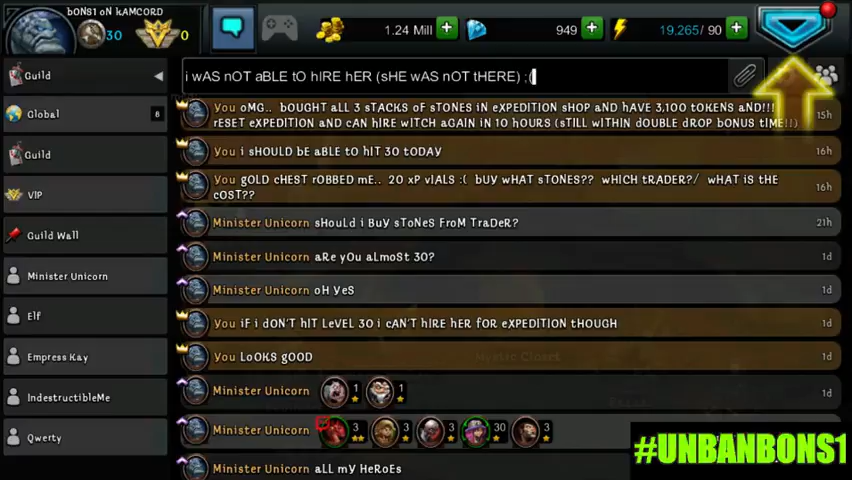 bONS1 oN kAMCORD
30
0
1.24 Mill
949
19,265/ 90
Guild
i wAS nOT aBLE tO hIRE hER (sHE wAS nOT tHERE) ;(
Global
6
Guild
VIP
Guild Wall
Minister Unicorn
Elf
Empress Kay
IndestructibleMe
Qwerty
You oMG.. bOUGHT aLL 3 sTACKS oF sTONES iN eXPEDITION sHOP aND hAVE 3,100 tOKENS aND!!!
rESET eXPEDITION aND cAN hIRE wITCH aGAIN iN 10 hOURS (sTILL wITHIN dOUBLE dROP bONUS tIME!!)
15h
You i sHOULD bE aBLE tO hIT 30 tODAY
16h
You gOLD cHEST rOBBED mE.. 20 xP vIALS :( bUY wHAT sTONES?? wHICH tRADER?/ wHAT iS tHE
cOST??
16h
Minister Unicorn sHouLd i BuY sToNeS FroM TraDeR?
21h
Minister Unicorn aRe yOu aLmoSt 30?
1d
Minister Unicorn oH YeS
1d
You iF i dON'T hIT LeVEL 30 i cAN'T hIRE hER fOR eXPEDITION tHOUGH
1d
You LoOKS gOOD
1d
Minister Unicorn 1 1
1d
Minister Unicorn 3 3 3 30 3
Minister Unicorn aLL mY HeRoEs
#UNBANBONS1